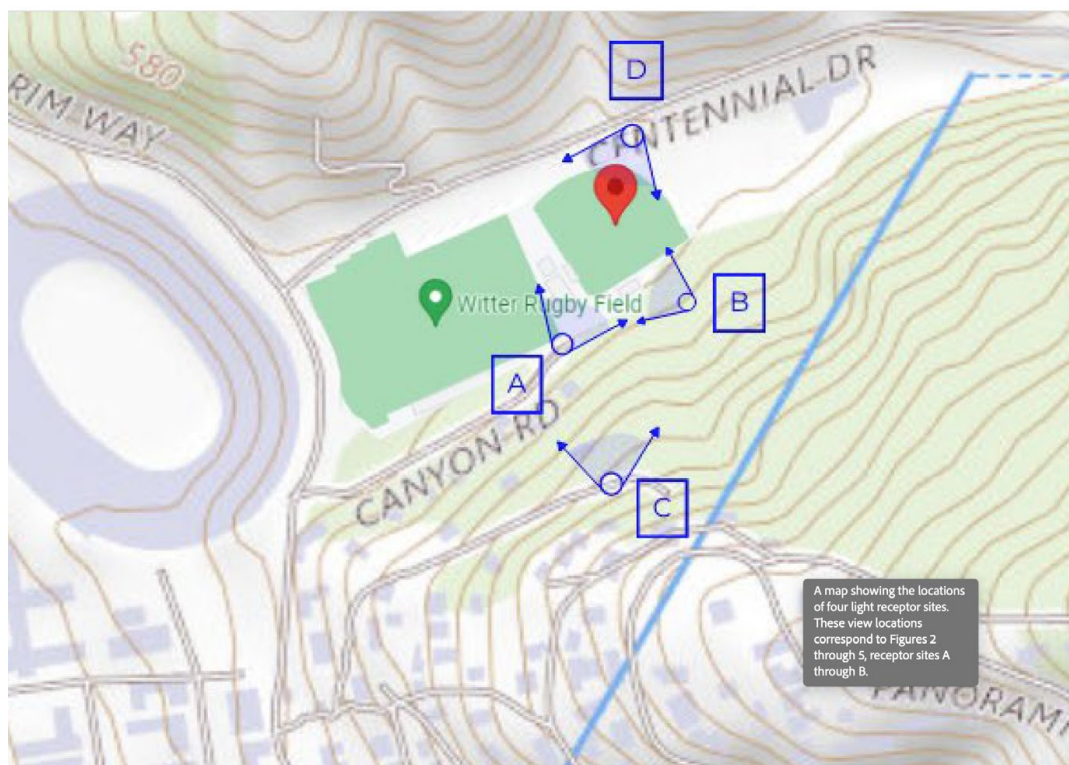 580
D
RIM WAY
CENTENNIAL DR
Witter Rugby Field
B
A
CANYON RD
C
A map showing the locations
of four light receptor sites.
These view locations
correspond to Figures 2
through 5, receptor sites A
through B.